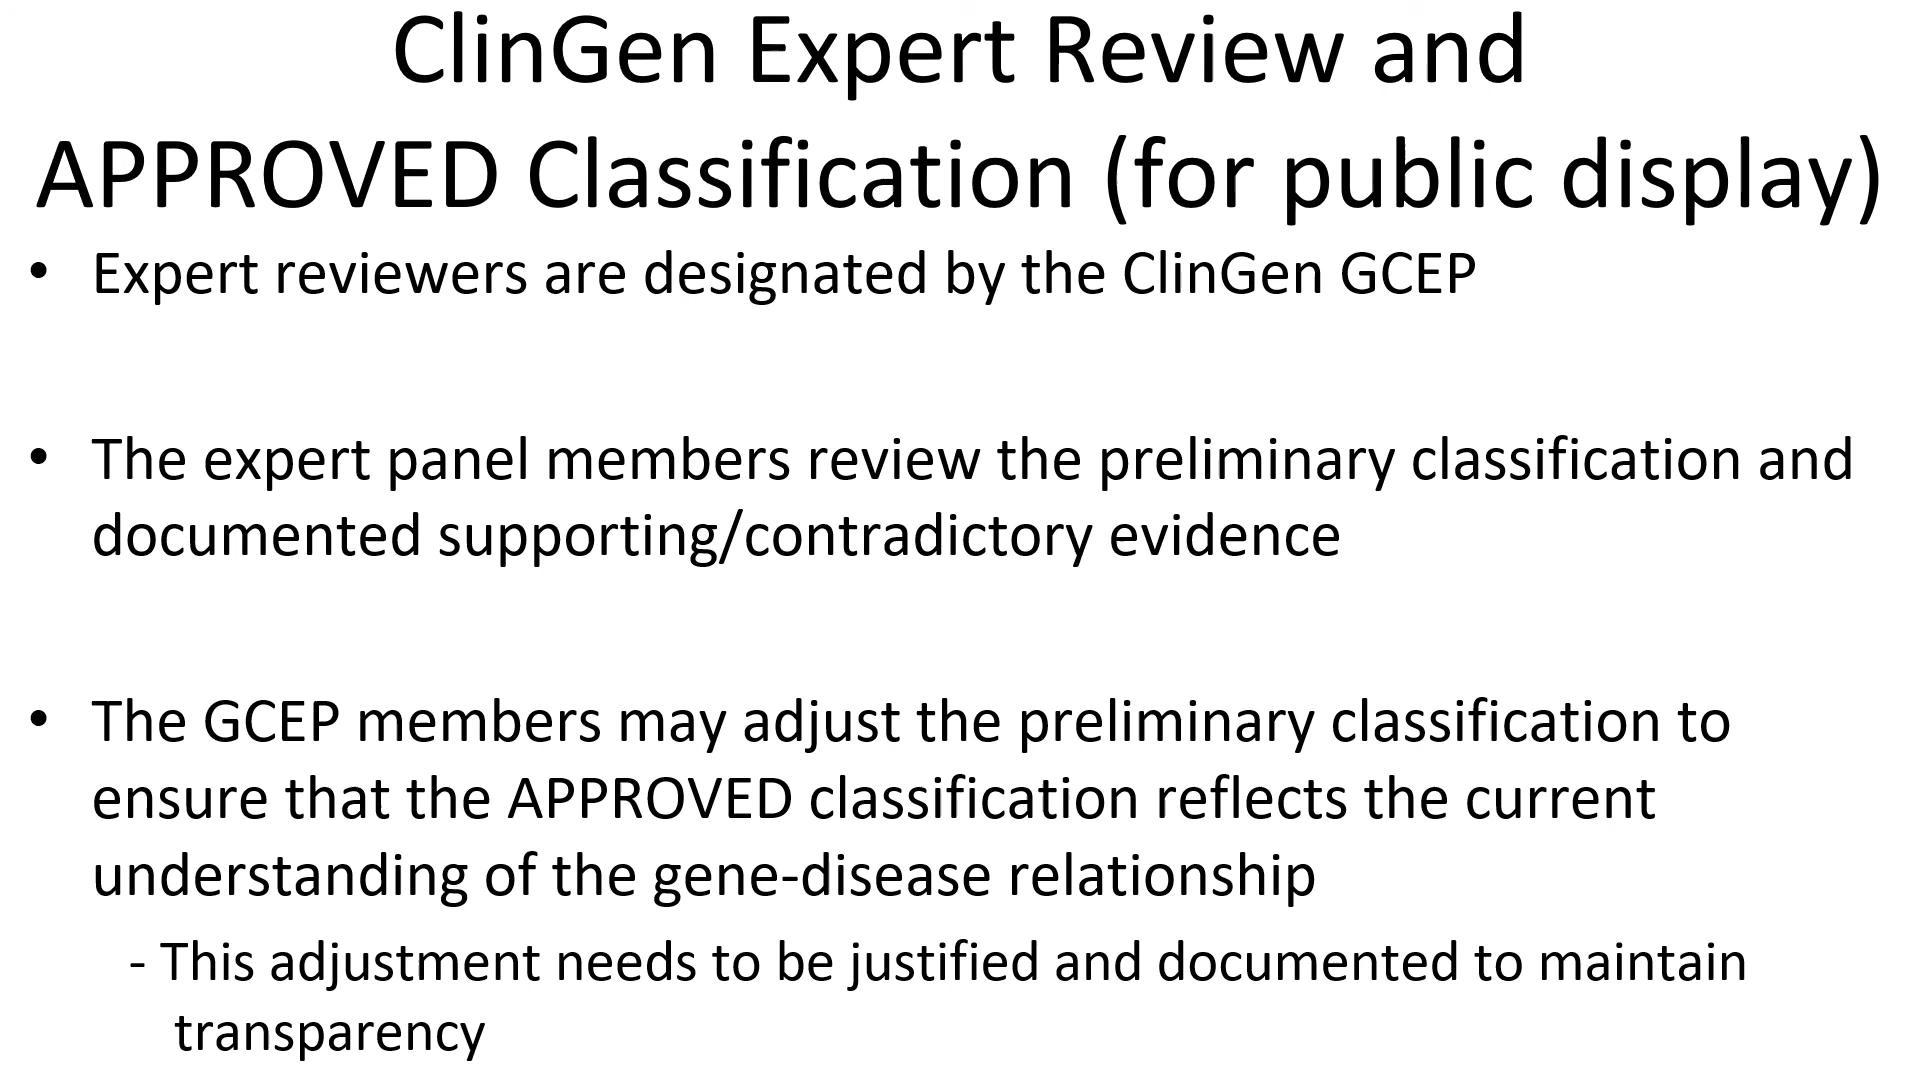 ClinGen Expert Review and
APPROVED Classification (for public display)
• Expert reviewers are designated by the ClinGen GCEP
• The expert panel members review the preliminary classification and
documented supporting/contradictory evidence
• The GCEP members may adjust the preliminary classification to
ensure that the APPROVED classification reflects the current
understanding of the gene-disease relationship
- This adjustment needs to be justified and documented to maintain
transparency